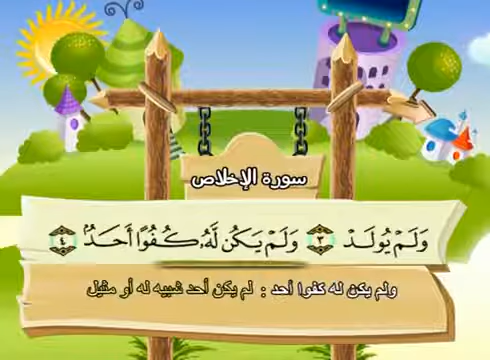 سورة الإخلاص
وَلَمْ يُولَدْ ﴿٣﴾ وَلَمْ يَكُن لَّهُۥ كُفُوًا أَحَدٌۢ ﴿٤﴾
ولم يكن له كفوا أحد : لم يكن أحد شبيه له أو مثيل